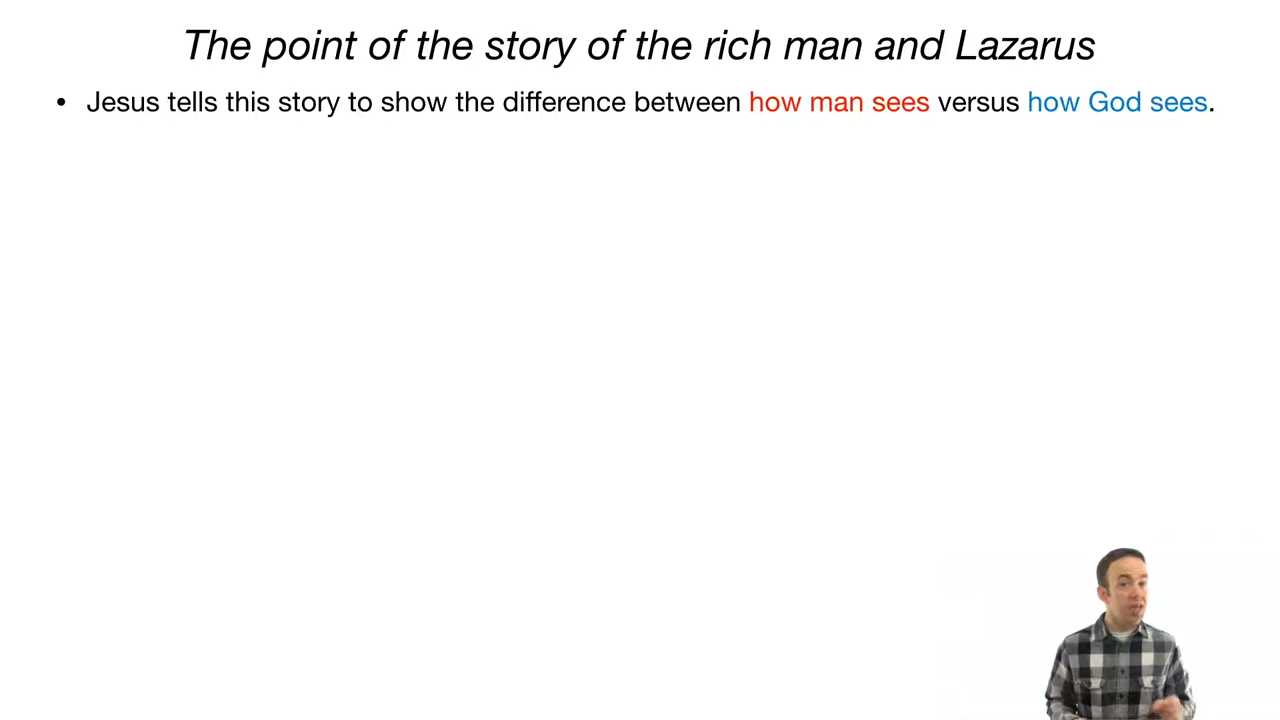 The point of the story of the rich man and Lazarus
• Jesus tells this story to show the difference between how man sees versus how God sees.